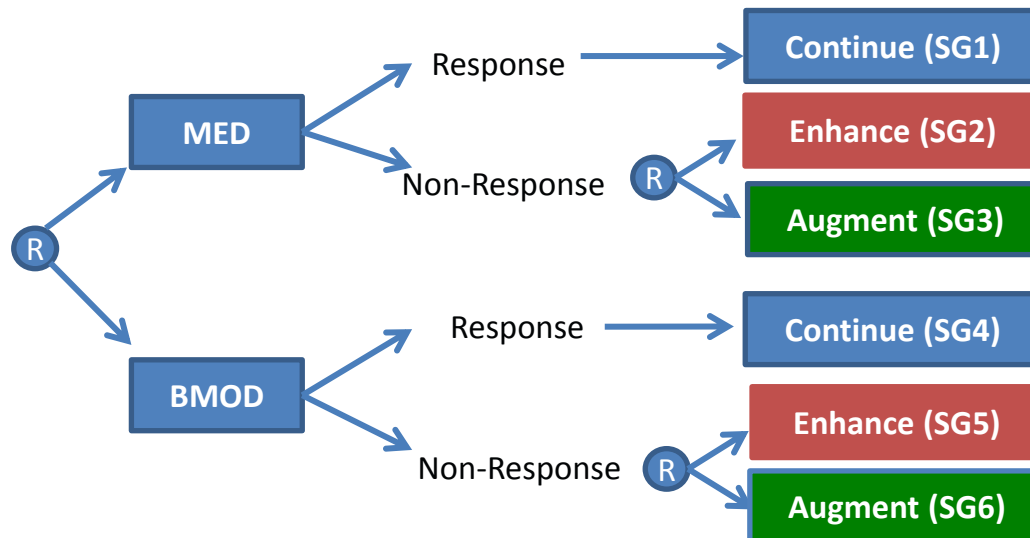 Response
Continue (SG1)
MED
Enhance (SG2)
Non-Response
R
Augment (SG3)
R
Response
Continue (SG4)
BMOD
Enhance (SG5)
Non-Response
R
Augment (SG6)